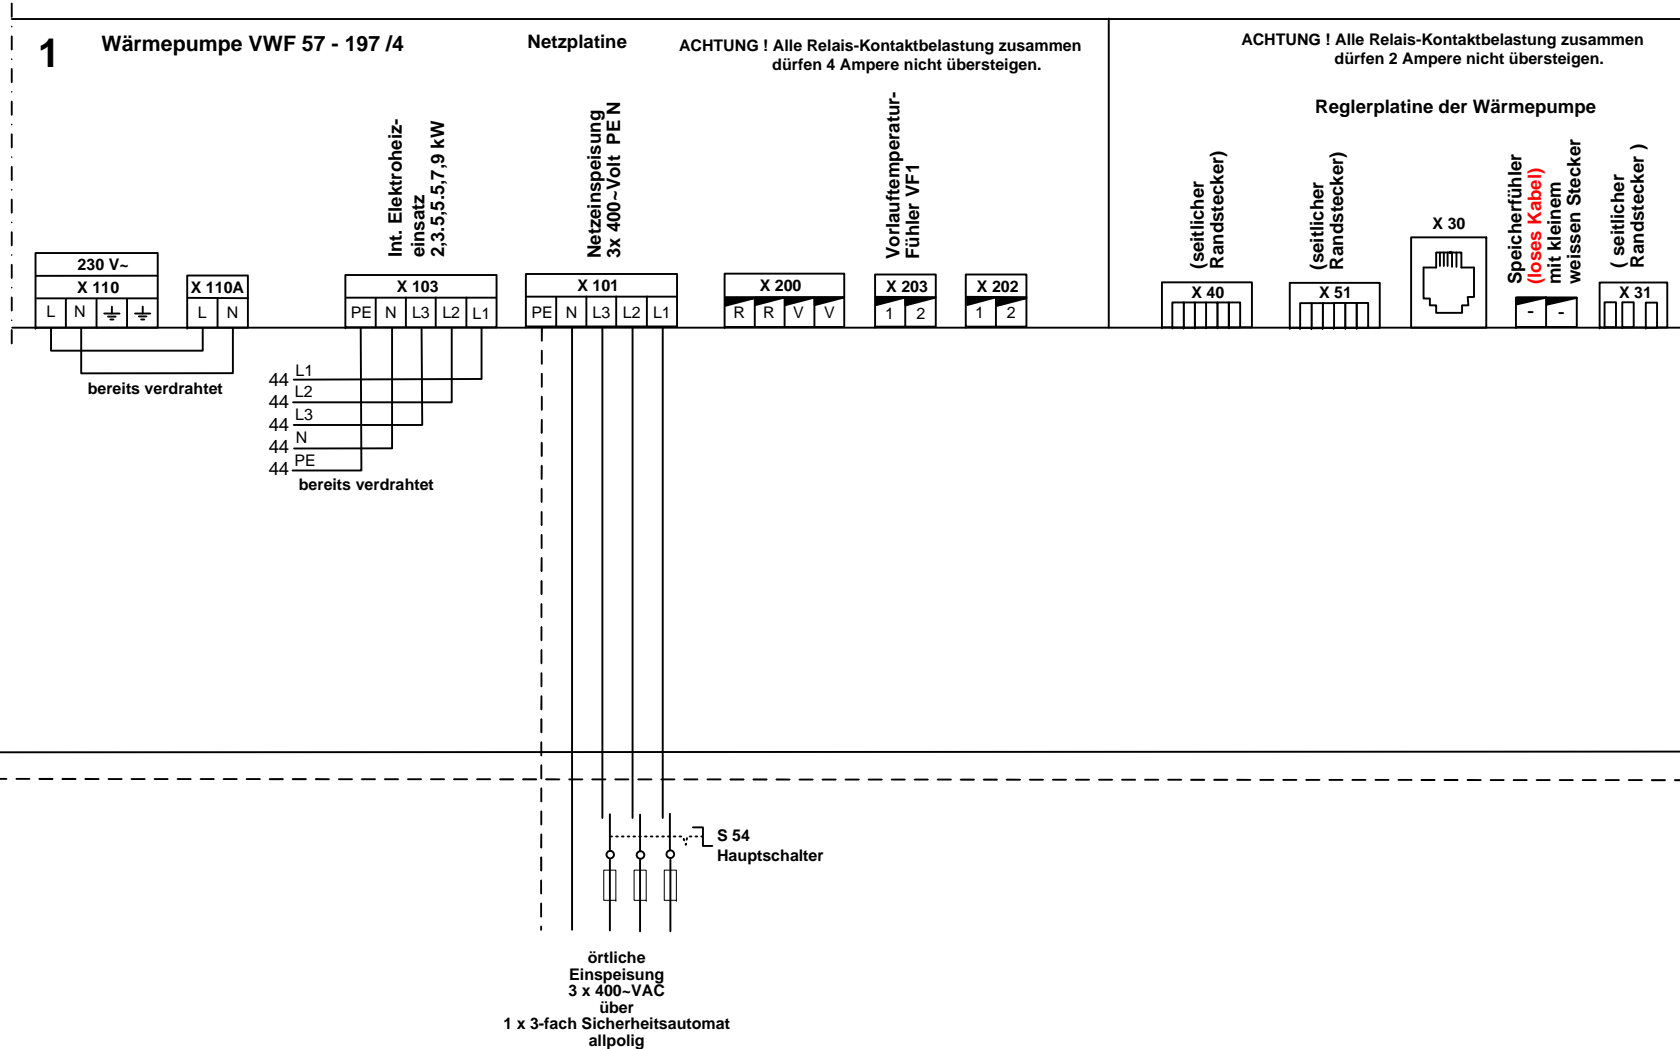 1
Wärmepumpe VWF 57 - 197 /4
Netzplatine
ACHTUNG ! Alle Relais-Kontaktbelastung zusammen
dürfen 4 Ampere nicht übersteigen.
ACHTUNG ! Alle Relais-Kontaktbelastung zusammen
dürfen 2 Ampere nicht übersteigen.
Reglerplatine der Wärmepumpe
Int. Elektroheiz-
einsatz
2,3.5,5.5,7,9 kW
Netzeinspeisung
3x 400~Volt PE N
Vorlauftemperatur-
Fühler VF1
(seitlicher
Randstecker)
(seitlicher
Randstecker)
X 30
Speicherfühler
(loses Kabel)
mit kleinem
weissen Stecker
( seitlicher
Randstecker )
230 V~
X 110
L N
X 110A
L N
X 103
PE N L3 L2 L1
X 101
PE N L3 L2 L1
X 200
R R V V
X 203
1 2
X 202
1 2
X 40
X 51
- -
X 31
bereits verdrahtet
44 L1
44 L2
44 L3
44 N
44 PE
bereits verdrahtet
S 54
Hauptschalter
örtliche
Einspeisung
3 x 400~VAC
über
1 x 3-fach Sicherheitsautomat
allpolig